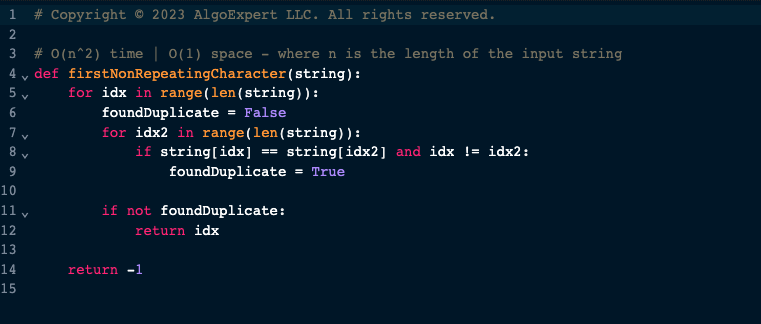 1 # Copyright © 2023 AlgoExpert LLC. All rights reserved.
2
3 # O(n^2) time | O(1) space - where n is the length of the input string
4 def firstNonRepeatingCharacter(string):
5     for idx in range(len(string)):
6         foundDuplicate = False
7         for idx2 in range(len(string)):
8             if string[idx] == string[idx2] and idx != idx2:
9                 foundDuplicate = True
10
11         if not foundDuplicate:
12             return idx
13
14     return -1
15